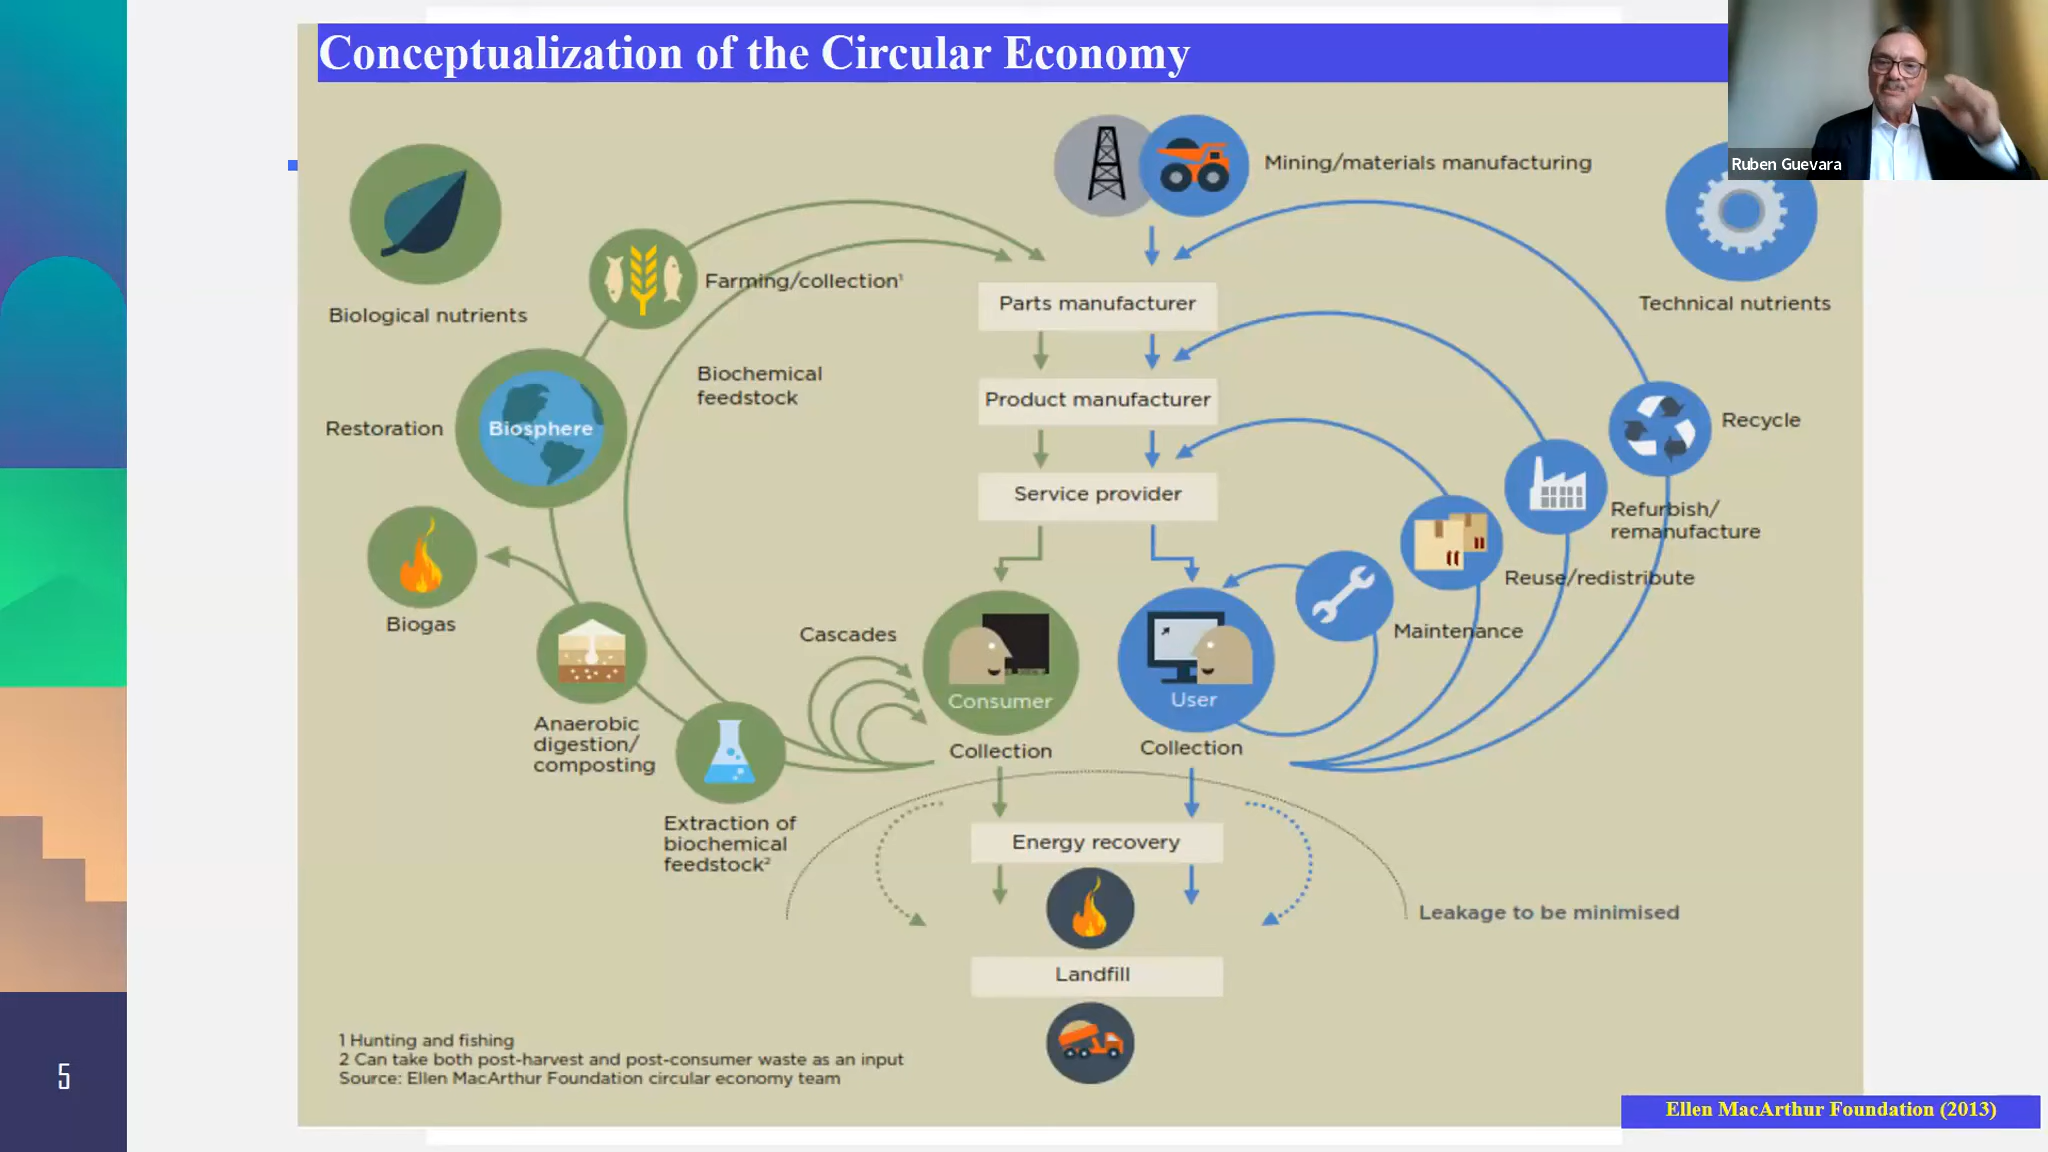 Conceptualization of the Circular Economy
Ruben Guevara
Mining/materials manufacturing
Biological nutrients
Farming/collection¹
Technical nutrients
Parts manufacturer
Biochemical
feedstock
Product manufacturer
Restoration
Biosphere
Recycle
Service provider
Refurbish/
remanufacture
Reuse/redistribute
Biogas
Cascades
Maintenance
Consumer
User
Collection
Collection
Anaerobic
digestion/
composting
Extraction of
biochemical
feedstock²
Energy recovery
Leakage to be minimised
Landfill
1 Hunting and fishing
2 Can take both post-harvest and post-consumer waste as an input
Source: Ellen MacArthur Foundation circular economy team
5
Ellen MacArthur Foundation (2013)